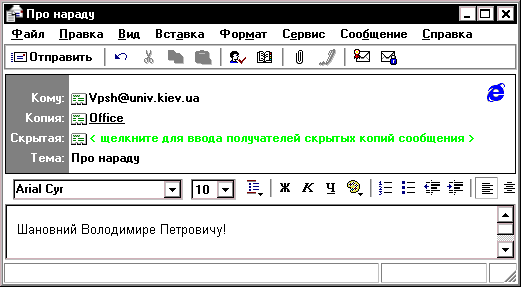 Про нараду
Файл Правка Вид Вставка Формат Сервис Сообщение Справка
Отправить
Кому: Vpsh@univ.kiev.ua
Копия: Office
Скрытая: < щелкните для ввода получателей скрытых копий сообщения >
Тема: Про нараду
Arial Cyr 10 Ж К Ч
Шановний Володимире Петровичу!